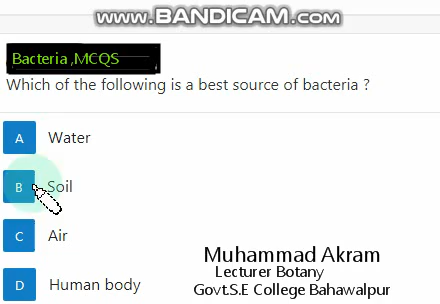 www.BANDICAM.com
Bacteria ,MCQS
Which of the following is a best source of bacteria ?
A Water
B Soil
C Air
D Human body
Muhammad Akram
Lecturer Botany
Govt.S.E College Bahawalpur